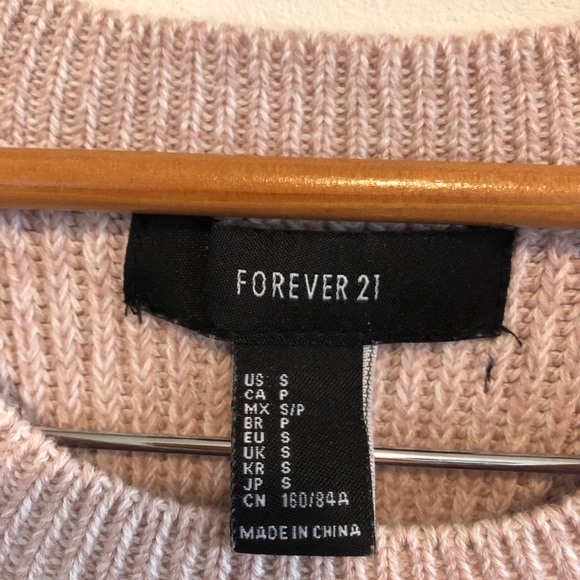 FOREVER 21
US S
CA P
MX S/P
BR P
EU S
UK S
KR S
JP S
CN 160/84A
MADE IN CHINA